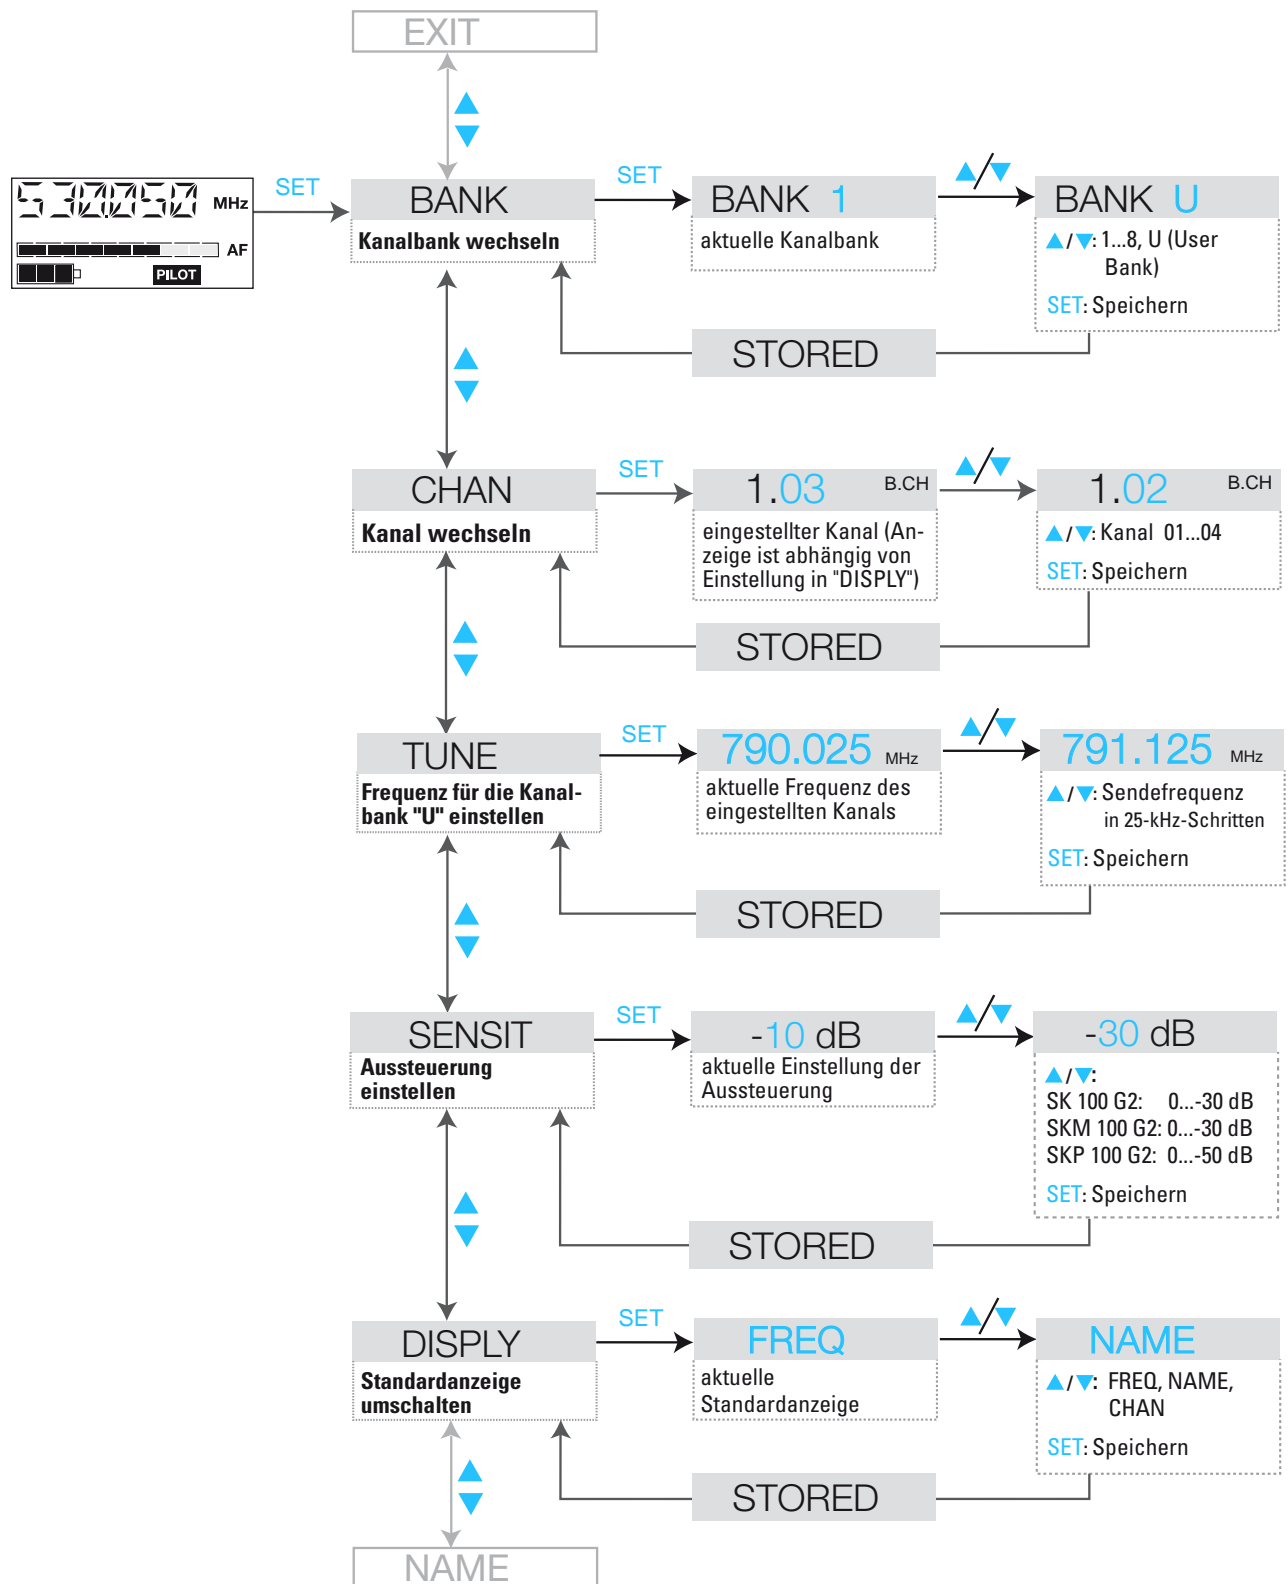 EXIT
530.050 MHz
AF
PILOT
SET
BANK
Kanalbank wechseln
SET
BANK 1
aktuelle Kanalbank
BANK U
▲/▼: 1...8, U (User
Bank)
SET: Speichern
STORED
CHAN
Kanal wechseln
SET
1.03 B.CH
eingestellter Kanal (An-
zeige ist abhängig von
Einstellung in "DISPLY")
1.02 B.CH
▲/▼: Kanal 01...04
SET: Speichern
STORED
TUNE
Frequenz für die Kanal-
bank "U" einstellen
SET
790.025 MHz
aktuelle Frequenz des
eingestellten Kanals
791.125 MHz
▲/▼: Sendefrequenz
in 25-kHz-Schritten
SET: Speichern
STORED
SENSIT
Aussteuerung
einstellen
SET
-10 dB
aktuelle Einstellung der
Aussteuerung
-30 dB
▲/▼:
SK 100 G2: 0...-30 dB
SKM 100 G2: 0...-30 dB
SKP 100 G2: 0...-50 dB
SET: Speichern
STORED
DISPLY
Standardanzeige
umschalten
SET
FREQ
aktuelle
Standardanzeige
NAME
▲/▼: FREQ, NAME,
CHAN
SET: Speichern
STORED
NAME